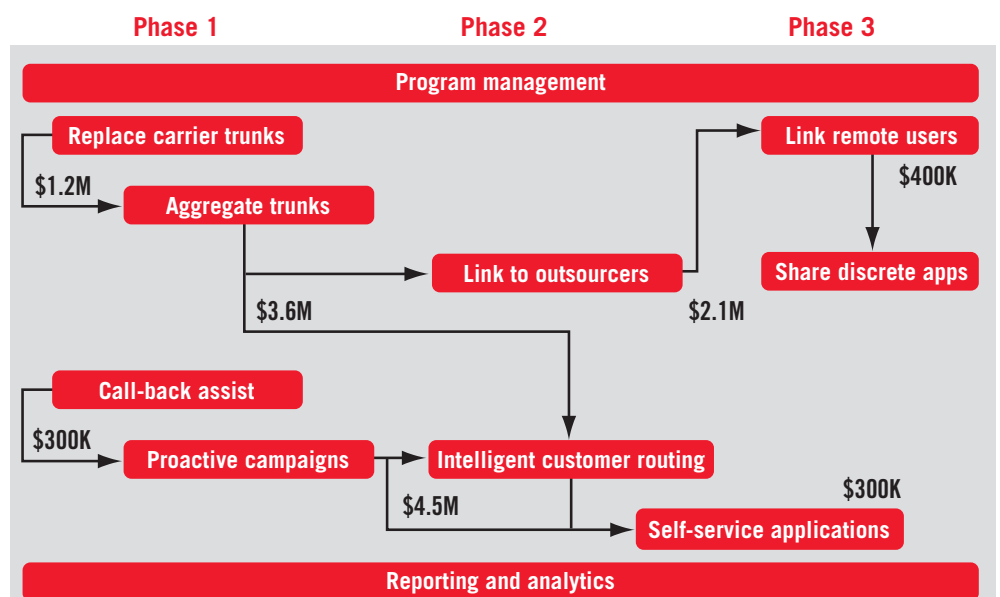 Phase 1
Phase 2
Phase 3
Program management
Replace carrier trunks
Link remote users
$1.2M
$400K
Aggregate trunks
Link to outsourcers
Share discrete apps
$3.6M
$2.1M
Call-back assist
$300K
Proactive campaigns
Intelligent customer routing
$4.5M
$300K
Self-service applications
Reporting and analytics